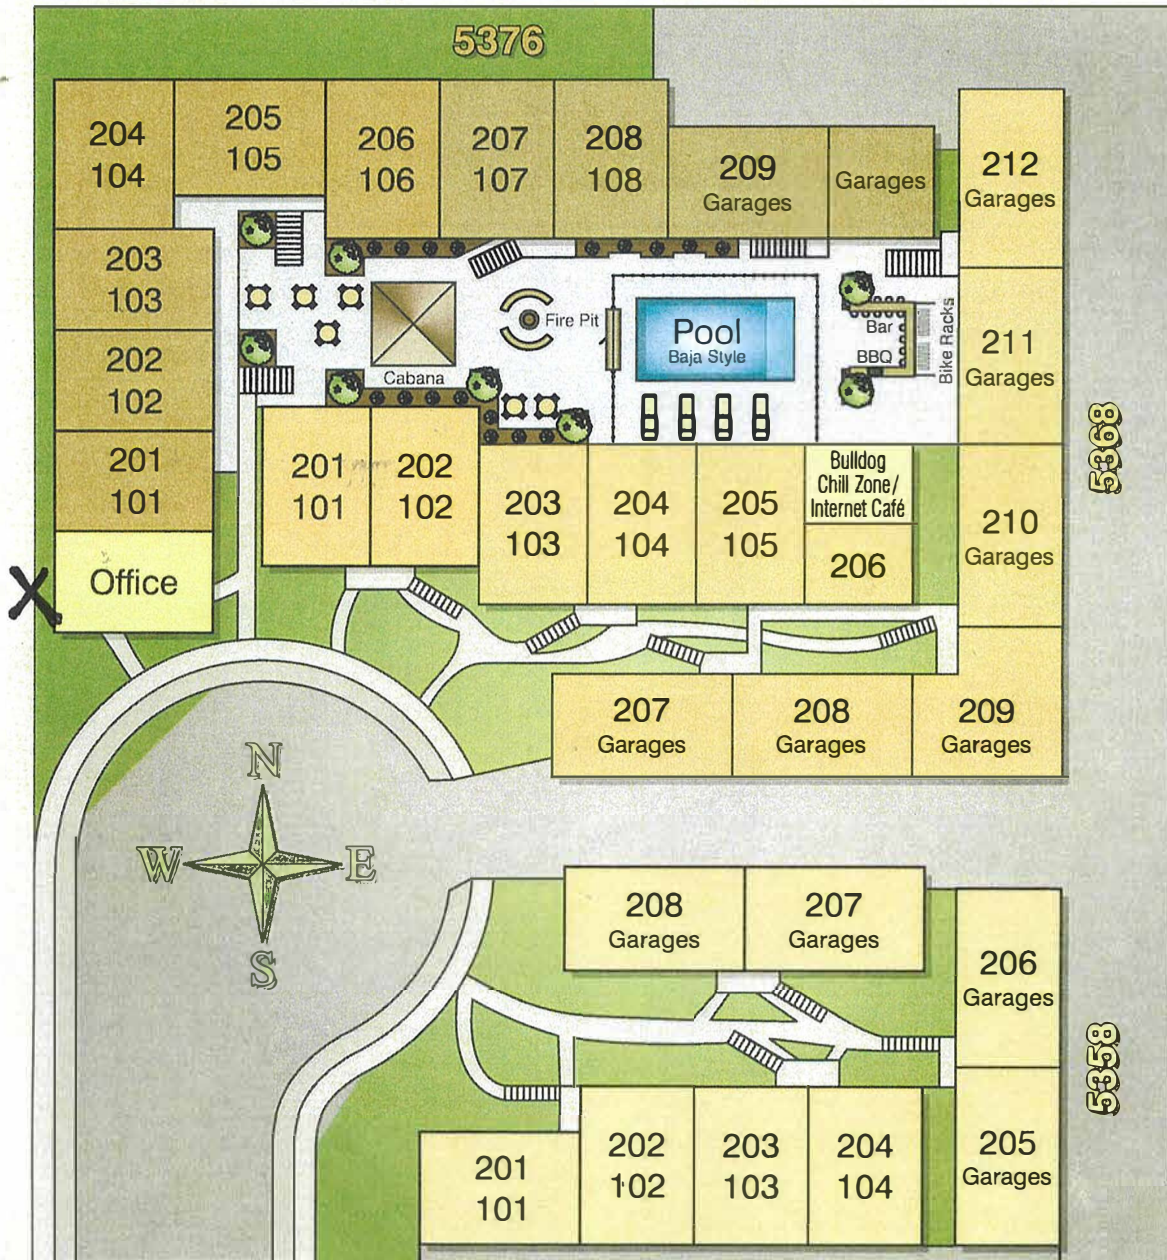 5376
204
104
205
105
206
106
207
107
208
108
209
Garages
Garages
212
Garages
203
103
202
102
201
101
Office
X
Cabana
Fire Pit
Pool
Baja Style
Bar
BBQ
Bike Racks
211
Garages
5368
201
101
202
102
203
103
204
104
205
105
Bulldog
Chill Zone/
Internet Café
206
210
Garages
207
Garages
208
Garages
209
Garages
N
W
E
S
208
Garages
207
Garages
206
Garages
5358
201
101
202
102
203
103
204
104
205
Garages